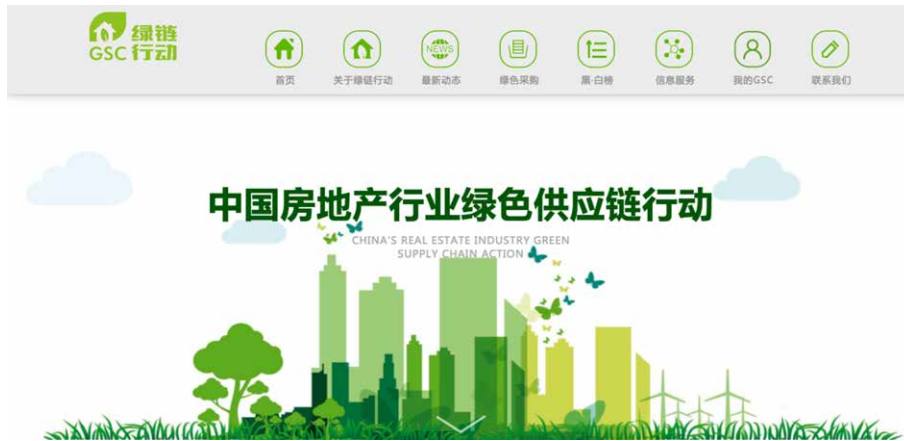 绿链
GSC 行动
NEWS
首页
关于绿链行动
最新动态
绿色采购
黑·白榜
信息服务
我的GSC
联系我们
中国房地产行业绿色供应链行动
CHINA'S REAL ESTATE INDUSTRY GREEN
SUPPLY CHAIN ACTION